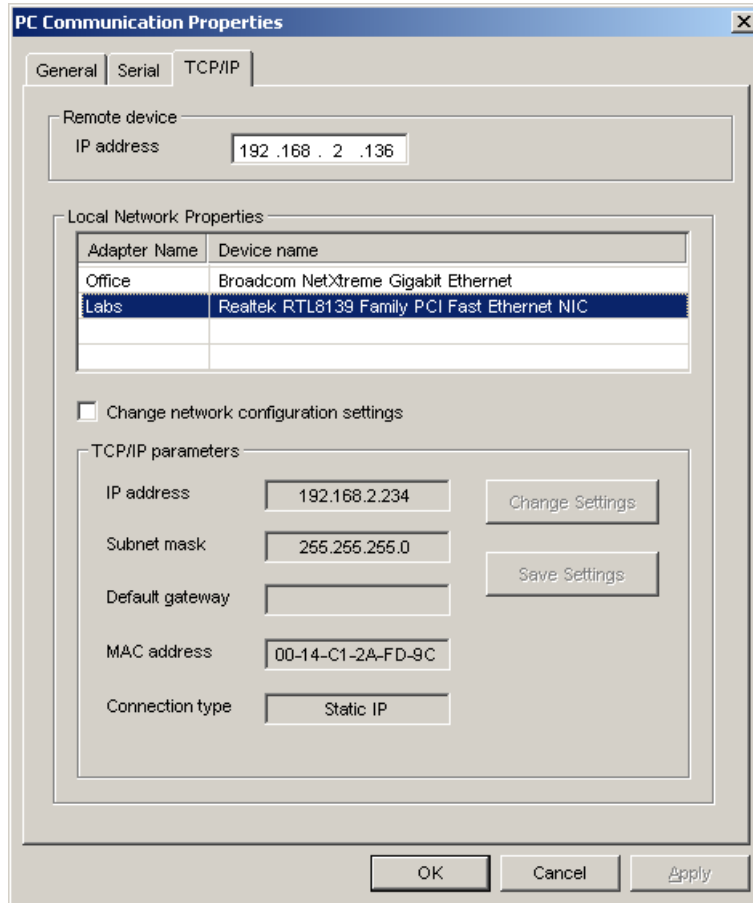 PC Communication Properties
General Serial TCP/IP
Remote device
IP address 192 .168 . 2 .136
Local Network Properties
Adapter Name Device name
Office Broadcom NetXtreme Gigabit Ethernet
Labs Realtek RTL8139 Family PCI Fast Ethernet NIC
Change network configuration settings
TCP/IP parameters
IP address 192.168.2.234 Change Settings
Subnet mask 255.255.255.0
Save Settings
Default gateway
MAC address 00-14-C1-2A-FD-9C
Connection type Static IP
OK Cancel Apply